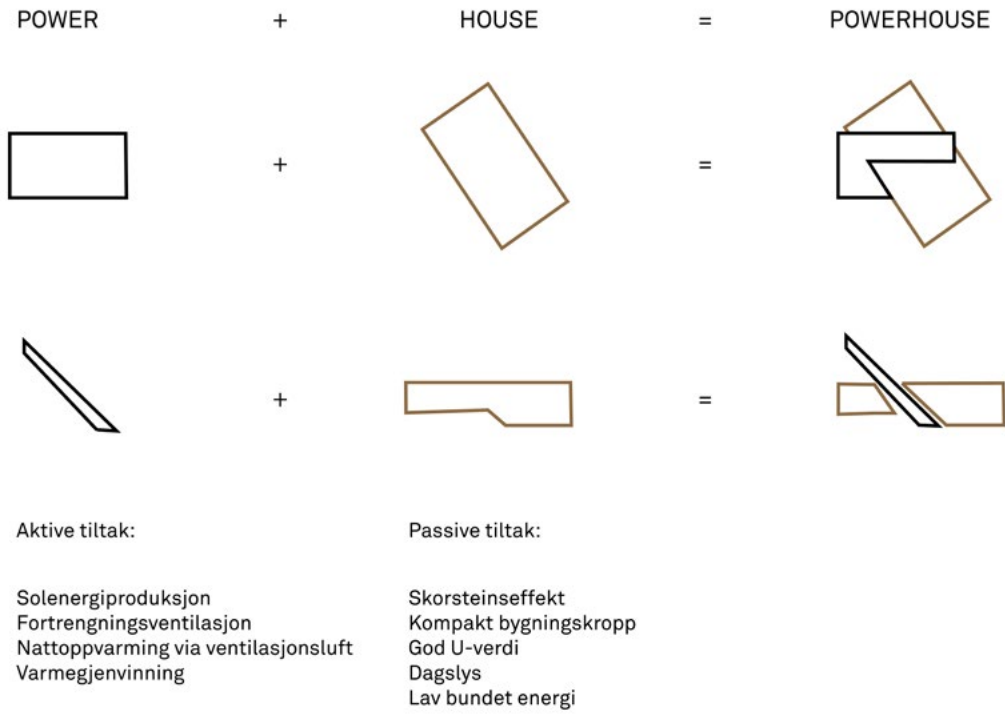 POWER + HOUSE = POWERHOUSE
+ =
+ =
Aktive tiltak:
Solenergiproduksjon
Fortrengningsventilasjon
Nattoppvarming via ventilasjonsluft
Varmegjenvinning
Passive tiltak:
Skorsteinseffekt
Kompakt bygningskropp
God U-verdi
Dagslys
Lav bundet energi